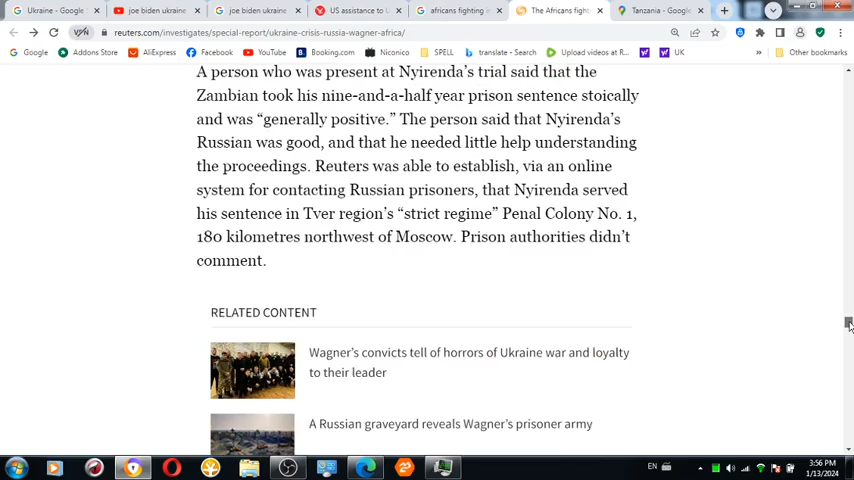 Ukraine - Google
joe biden ukraine
joe biden ukraine
US assistance to U
africans fighting
The Africans fight
Tanzania - Google
reuters.com/investigates/special-report/ukraine-crisis-russia-wagner-africa/
Google
Addons Store
AliExpress
Facebook
YouTube
Booking.com
Niconico
SPELL
translate - Search
Upload videos at R...
UK
Other bookmarks
A person who was present at Nyirenda's trial said that the
Zambian took his nine-and-a-half year prison sentence stoically
and was “generally positive.” The person said that Nyirenda's
Russian was good, and that he needed little help understanding
the proceedings. Reuters was able to establish, via an online
system for contacting Russian prisoners, that Nyirenda served
his sentence in Tver region's “strict regime” Penal Colony No. 1,
180 kilometres northwest of Moscow. Prison authorities didn't
comment.
RELATED CONTENT
Wagner's convicts tell of horrors of Ukraine war and loyalty
to their leader
A Russian graveyard reveals Wagner's prisoner army
EN
3:56 PM
1/13/2024